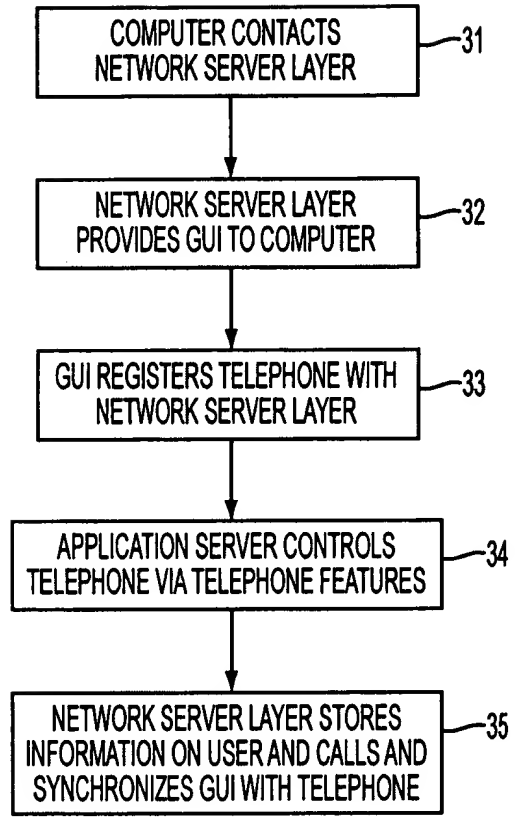 COMPUTER CONTACTS
NETWORK SERVER LAYER
31
NETWORK SERVER LAYER
PROVIDES GUI TO COMPUTER
32
GUI REGISTERS TELEPHONE WITH
NETWORK SERVER LAYER
33
APPLICATION SERVER CONTROLS
TELEPHONE VIA TELEPHONE FEATURES
34
NETWORK SERVER LAYER STORES
INFORMATION ON USER AND CALLS AND
SYNCHRONIZES GUI WITH TELEPHONE
35